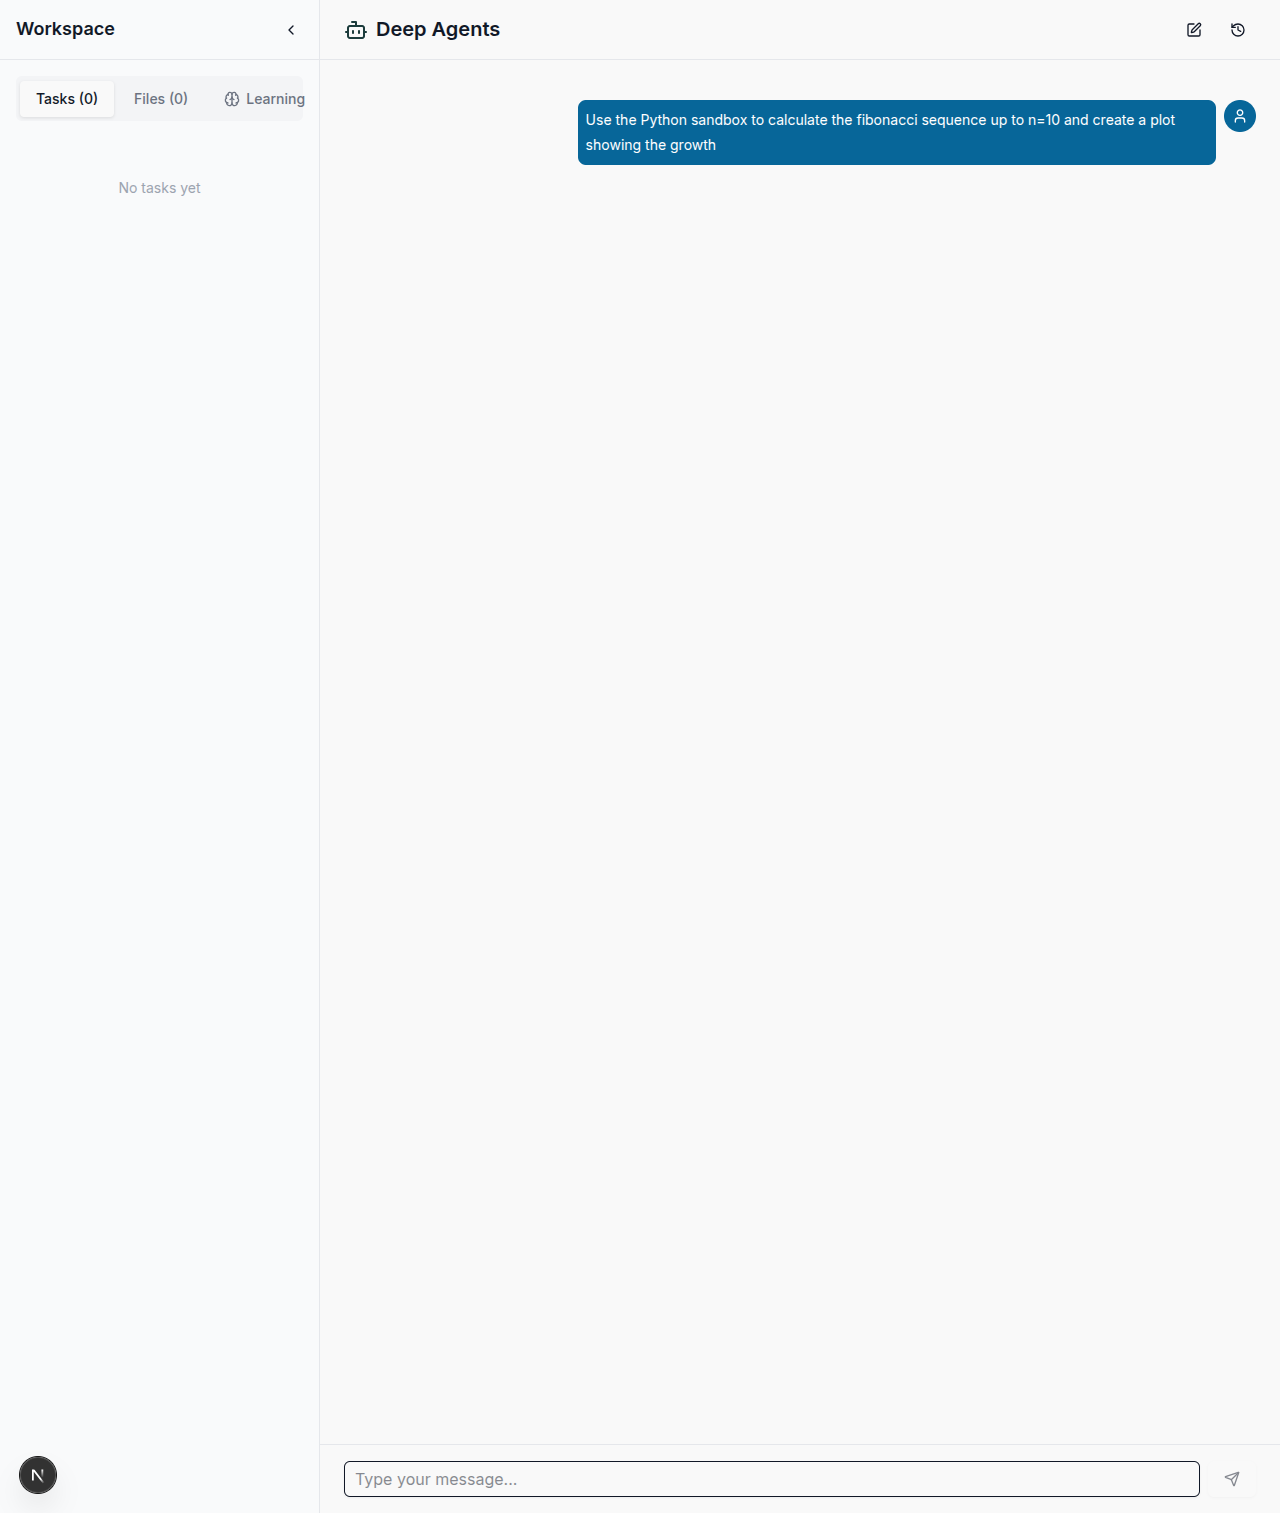 Workspace
Deep Agents
Tasks (0)
Files (0)
Learning
No tasks yet
Use the Python sandbox to calculate the fibonacci sequence up to n=10 and create a plot
showing the growth
N
Type your message...